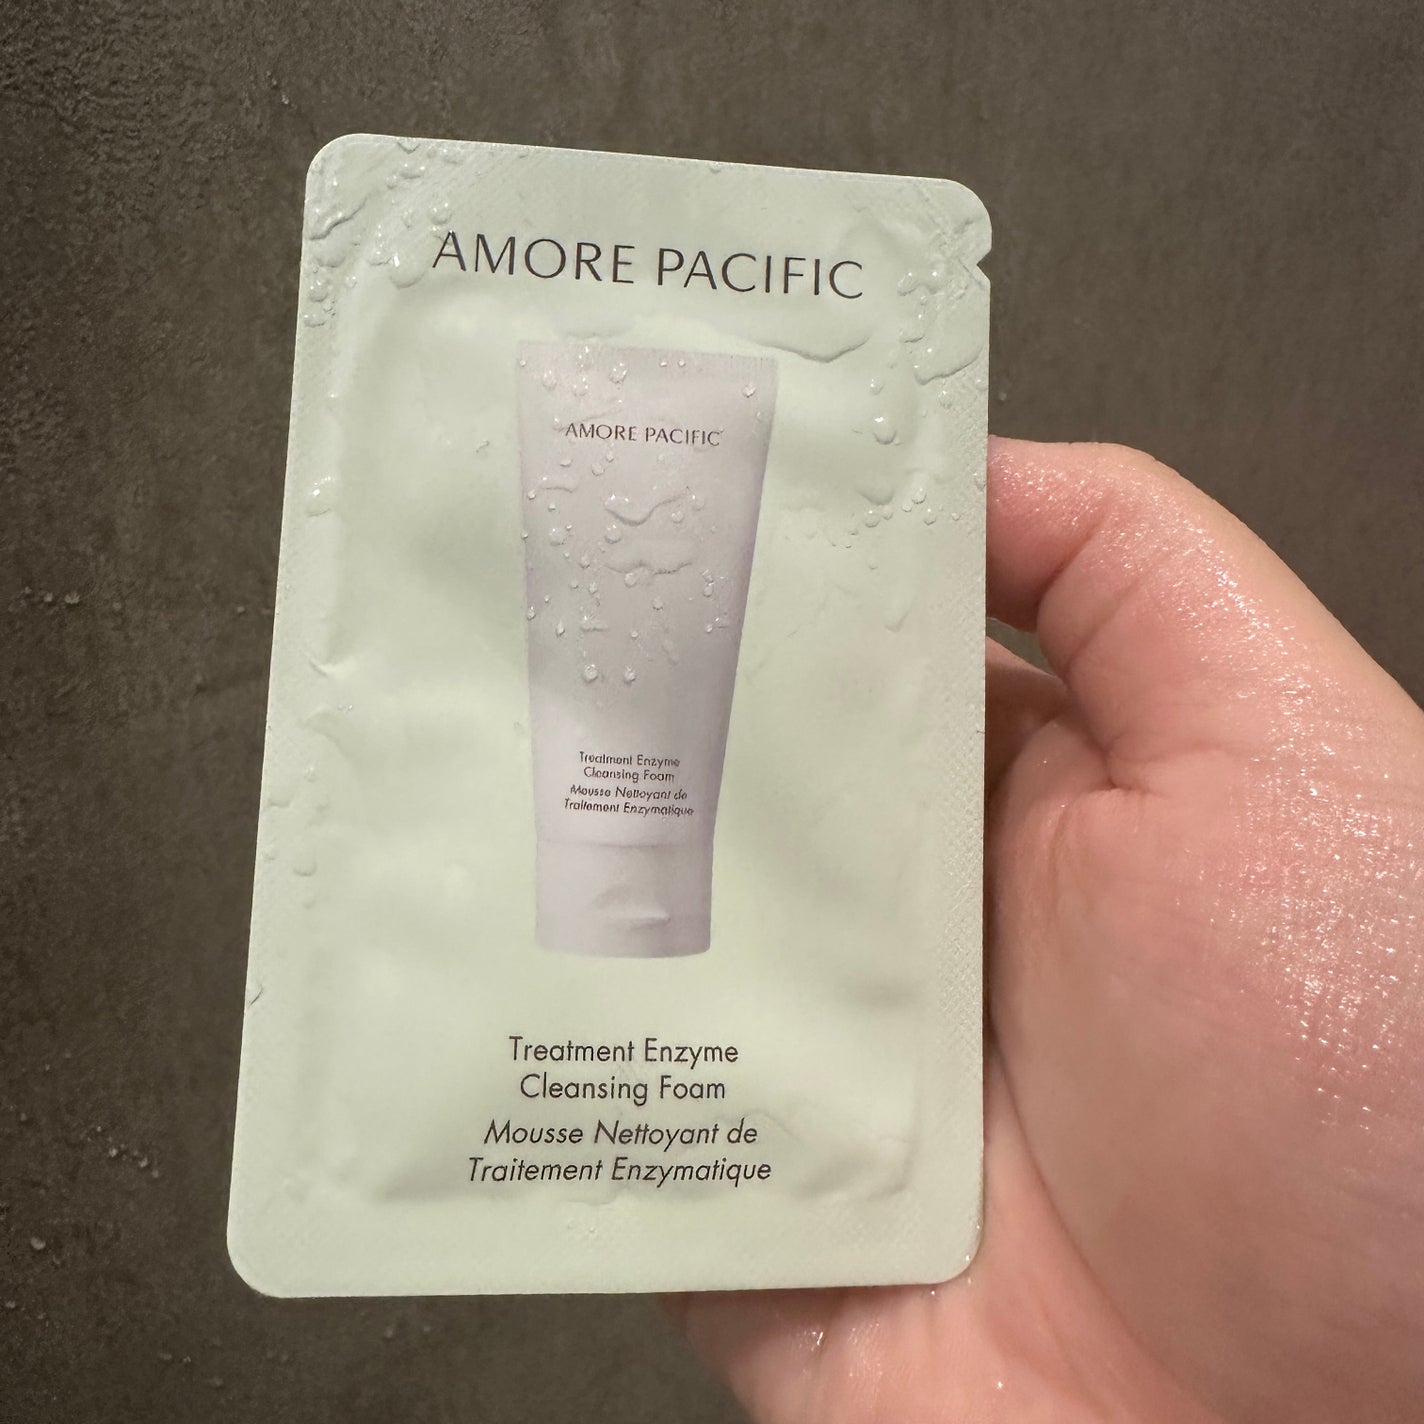 AMORE PACIFIC
AMORE PACIFIC
Treatment Enzyme
Cleansing Foam
Mousse Nettoyant de
Traitement Enzymatique
Treatment Enzyme
Cleansing Foam
Mousse Nettoyant de
Traitement Enzymatique